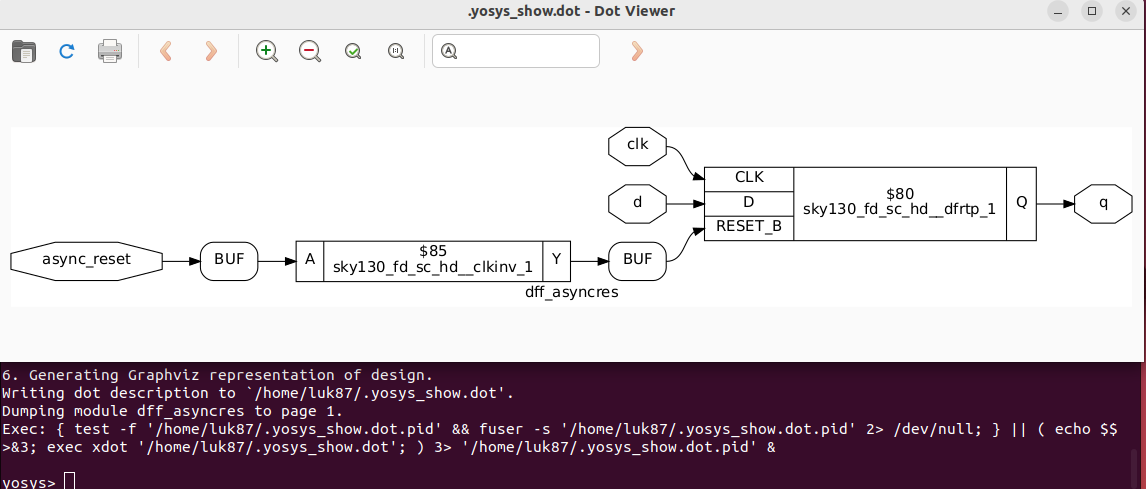 .yosys_show.dot - Dot Viewer
clk
CLK
$80
d
D
sky130_fd_sc_hd__dfrtp_1
Q
q
RESET_B
async_reset
BUF
A
$85
sky130_fd_sc_hd__clkinv_1
Y
BUF
dff_asyncres
6. Generating Graphviz representation of design.
Writing dot description to `/home/luk87/.yosys_show.dot'.
Dumping module dff_asyncres to page 1.
Exec: { test -f '/home/luk87/.yosys_show.dot.pid' && fuser -s '/home/luk87/.yosys_show.dot.pid' 2> /dev/null; } || ( echo $$
>&3; exec xdot '/home/luk87/.yosys_show.dot'; ) 3> '/home/luk87/.yosys_show.dot.pid' &
yosys>